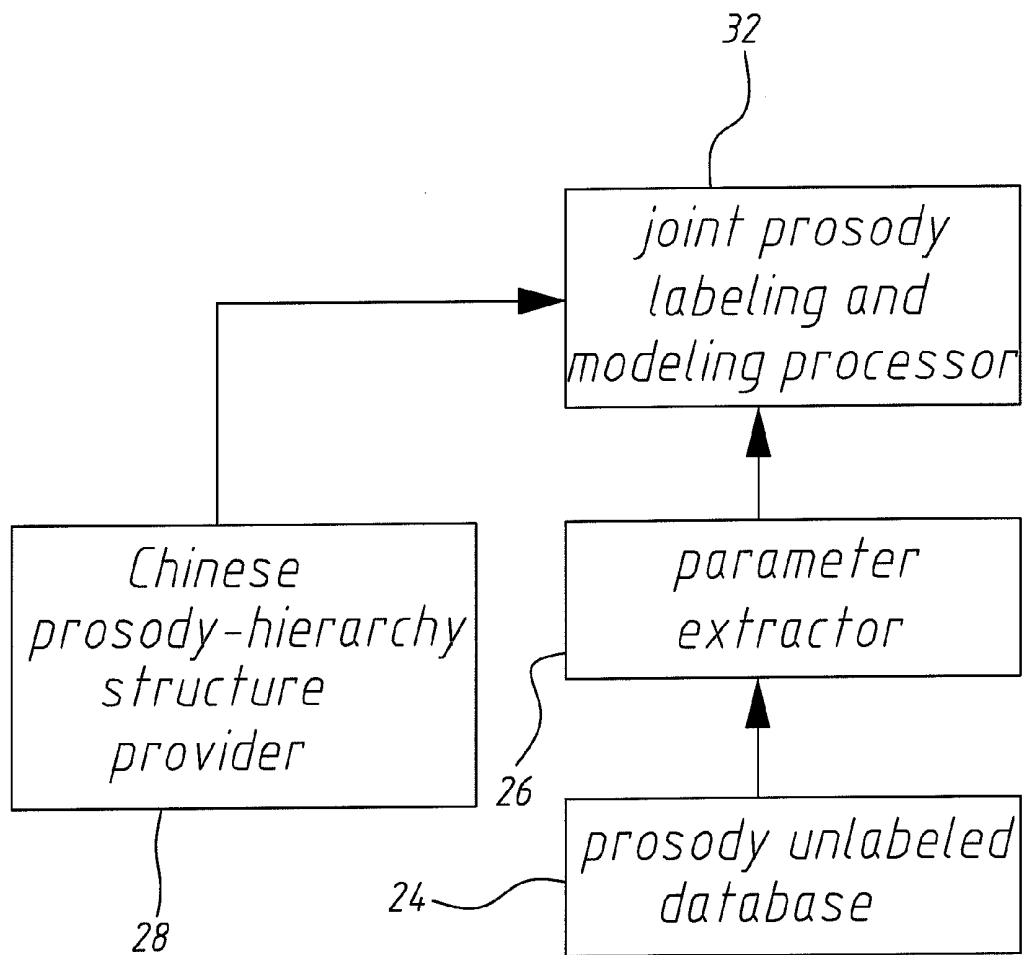 32
joint prosody
labeling and
modeling processor
Chinese
prosody-hierarchy
structure
provider
28
parameter
extractor
26
prosody unlabeled
database
24